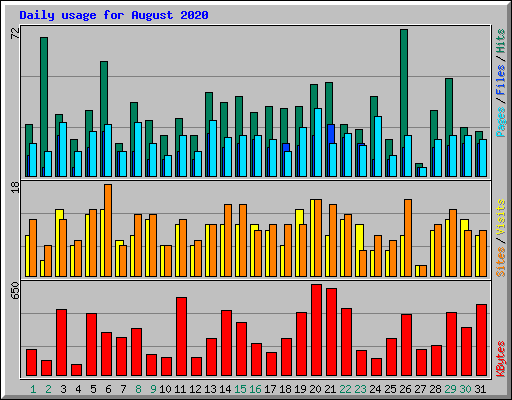 Daily usage for August 2020
72
Pages / Files / Hits
18
Sites / Visits
650
KBytes
1 2 3 4 5 6 7 8 9 10 11 12 13 14 15 16 17 18 19 20 21 22 23 24 25 26 27 28 29 30 31